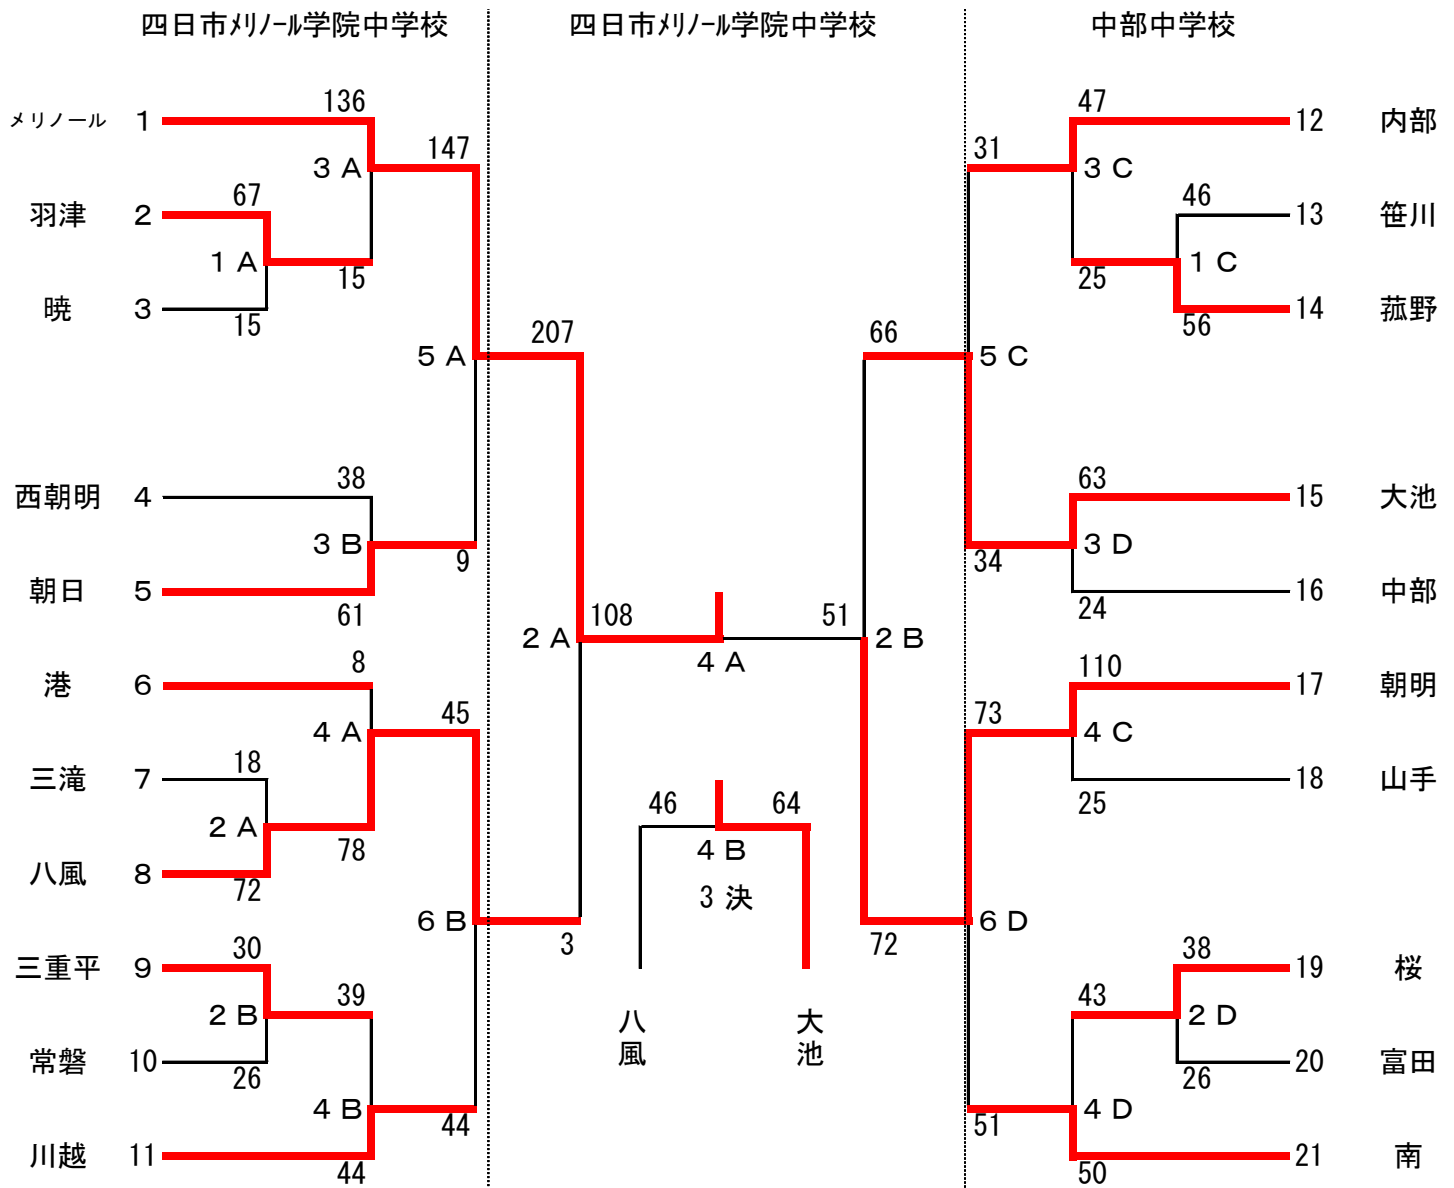 四日市ﾒﾘﾉｰﾙ学院中学校 四日市ﾒﾘﾉｰﾙ学院中学校 中部中学校
136 47
メリノール 1 12 内部
147 31
3 A 3 C
67 46
羽津 2 13 笹川
1 A 1 C
15 25
暁 3 14 菰野
15 56
207 66
5 A 5 C
38 63
西朝明 4 15 大池
3 B 3 D
9 34
朝日 5 16 中部
61 24
108 51
2 A 2 B
4 A
8 110
港 6 17 朝明
45 73
4 A 4 C
18
三滝 7 18 山手
46 64 25
2 A
78 4 B
八風 8
72 3 決
6 B 6 D
3 72
30 38
三重平 9 19 桜
39 43
2 B 2 D
八風 大池
常磐 10 20 富田
26 26
4 B 4 D
44 51
川越 11 21 南
44 50